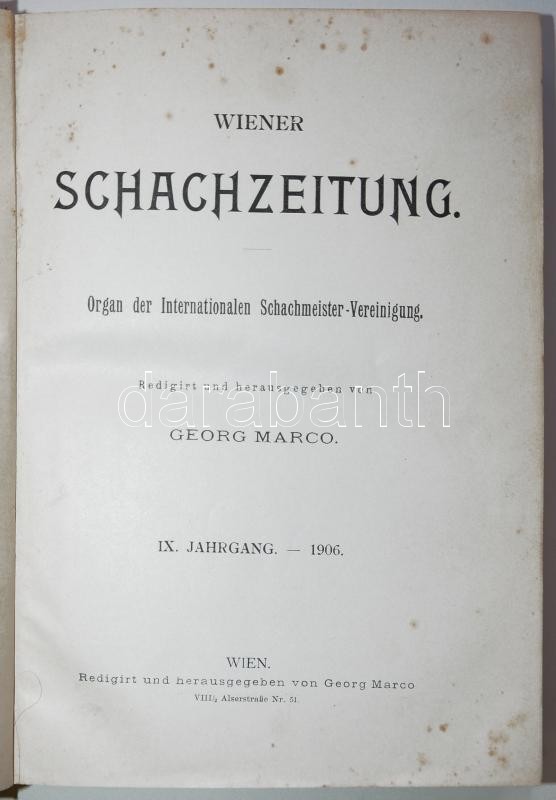 WIENER
SCHACHZEITUNG.
Organ der Internationalen Schachmeister-Vereinigung.
Redigirt und herausgegeben von
darabanth
GEORG MARCO.
IX. JAHRGANG. — 1906.
WIEN.
Redigirt und herausgegeben von Georg Marco
VIII/2 Alserstraße Nr. 51.